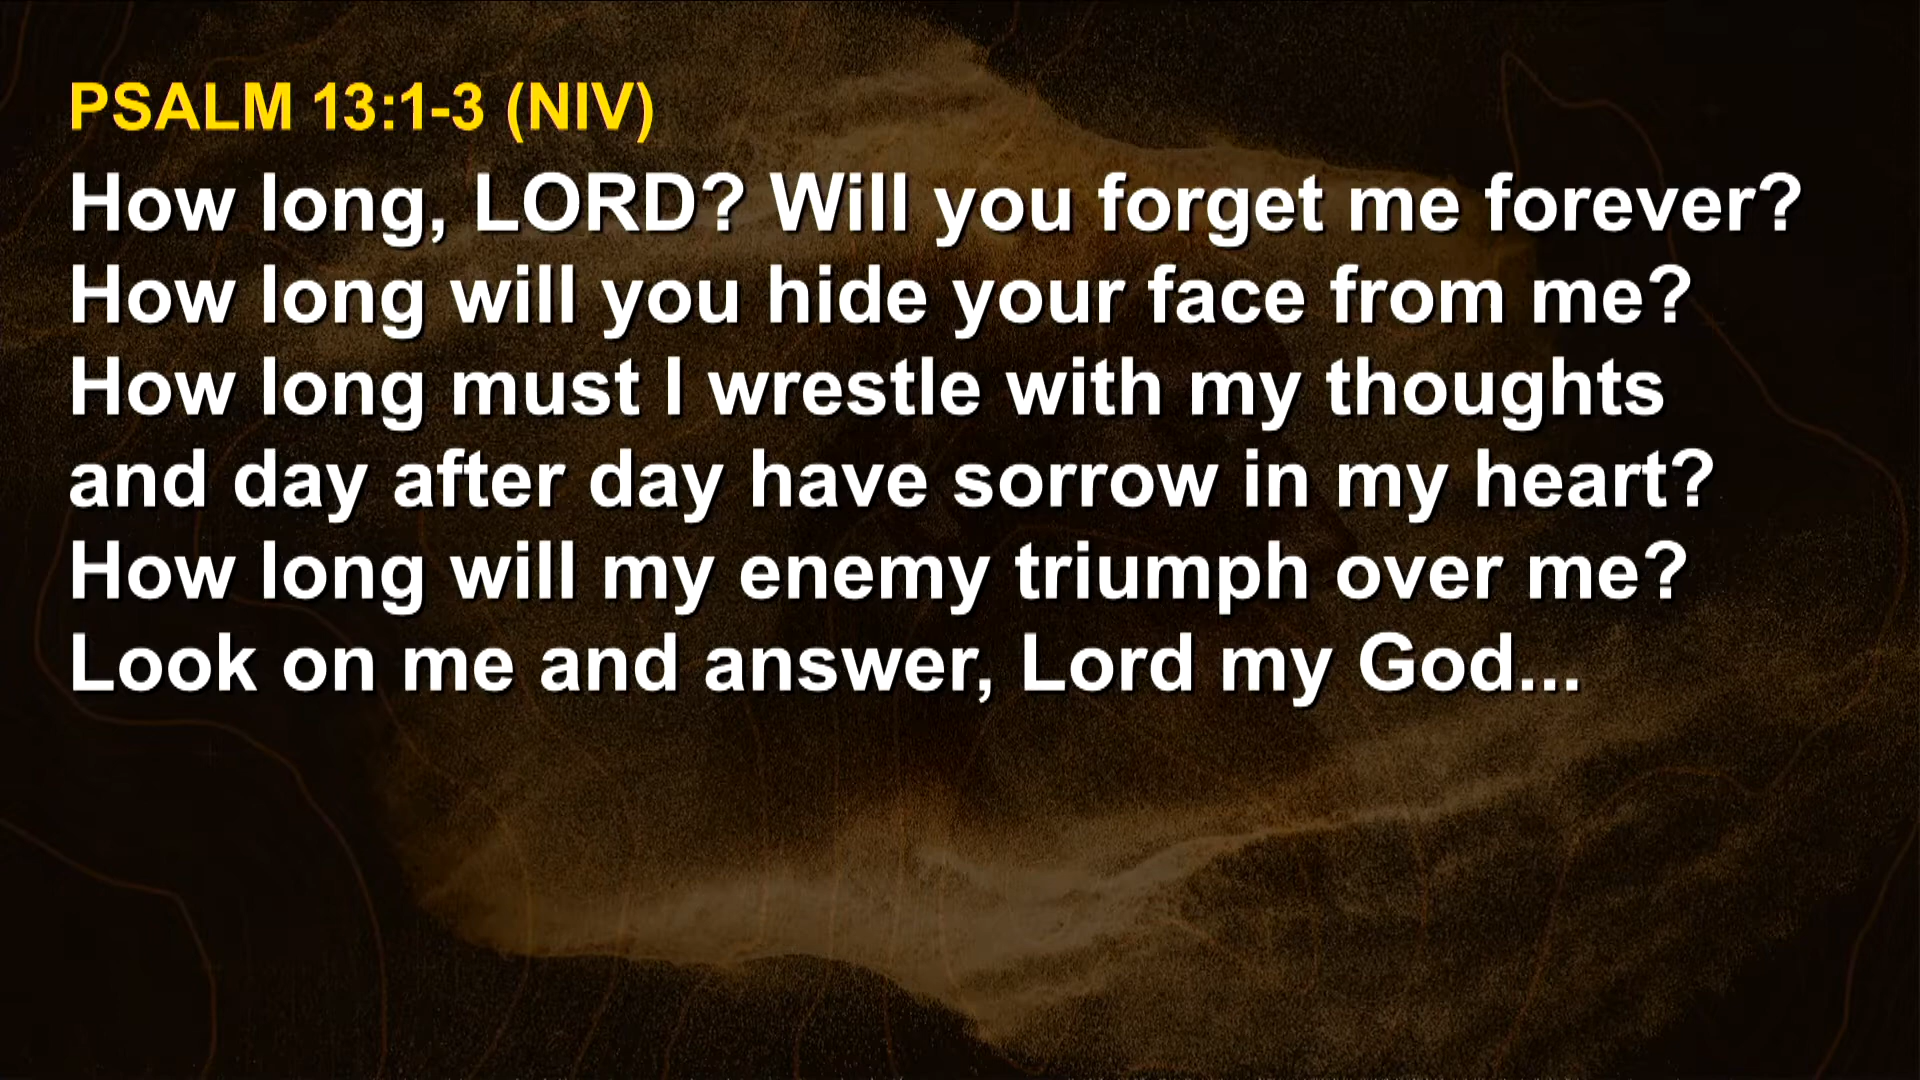 PSALM 13:1-3 (NIV)
How long, LORD? Will you forget me forever?
How long will you hide your face from me?
How long must I wrestle with my thoughts
and day after day have sorrow in my heart?
How long will my enemy triumph over me?
Look on me and answer, Lord my God...